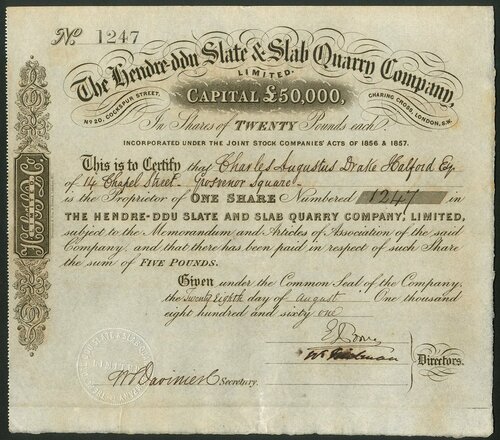 No. 1247
The Hendre-ddu Slate & Slab Quarry Company,
LIMITED.
No 20, COCKSPUR STREET,
CAPITAL £50,000,
CHARING CROSS, LONDON, S.W.
In Shares of TWENTY Pounds each.
INCORPORATED UNDER THE JOINT STOCK COMPANIES' ACTS OF 1856 & 1857.
This is to Certify that Charles Augustus Drake Halford Esq
of 14 Chapel Street Grosvenor Square
is the Proprietor of ONE SHARE Numbered 1247 in
THE HENDRE-DDU SLATE AND SLAB QUARRY COMPANY, LIMITED,
subject to the Memorandum and Articles of Association of the said
Company; and that there has been paid in respect of such Share
the sum of FIVE POUNDS.
Given under the Common Seal of the Company,
the Twenty Eighth day of August One thousand
eight hundred and sixty one
Directors.
Secretary.
LIMITED